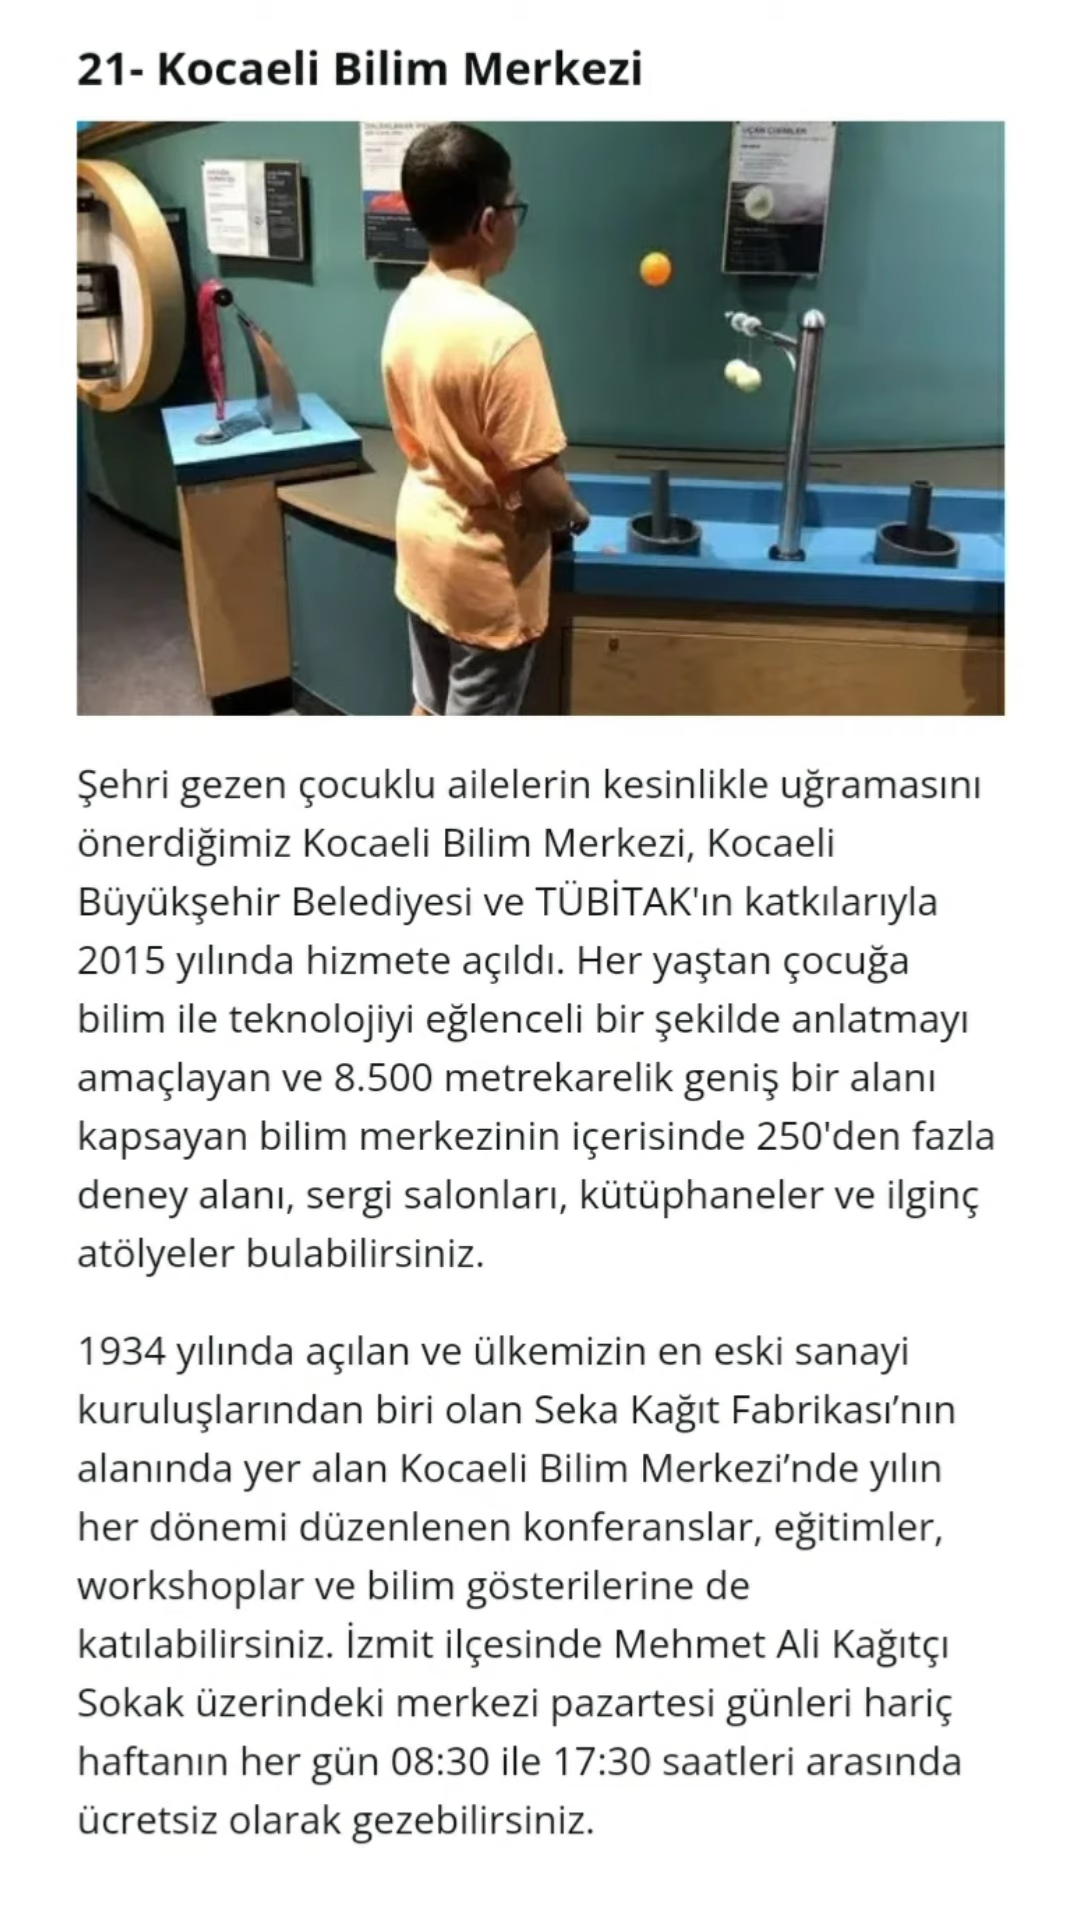 21- Kocaeli Bilim Merkezi
UÇAN CİSİMLER
Şehri gezen çocuklu ailelerin kesinlikle uğramasını
önerdiğimiz Kocaeli Bilim Merkezi, Kocaeli
Büyükşehir Belediyesi ve TÜBİTAK'ın katkılarıyla
2015 yılında hizmete açıldı. Her yaştan çocuğa
bilim ile teknolojiyi eğlenceli bir şekilde anlatmayı
amaçlayan ve 8.500 metrekarelik geniş bir alanı
kapsayan bilim merkezinin içerisinde 250'den fazla
deney alanı, sergi salonları, kütüphaneler ve ilginç
atölyeler bulabilirsiniz.
1934 yılında açılan ve ülkemizin en eski sanayi
kuruluşlarından biri olan Seka Kağıt Fabrikası’nın
alanında yer alan Kocaeli Bilim Merkezi’nde yılın
her dönemi düzenlenen konferanslar, eğitimler,
workshoplar ve bilim gösterilerine de
katılabilirsiniz. İzmit ilçesinde Mehmet Ali Kağıtçı
Sokak üzerindeki merkezi pazartesi günleri hariç
haftanın her gün 08:30 ile 17:30 saatleri arasında
ücretsiz olarak gezebilirsiniz.